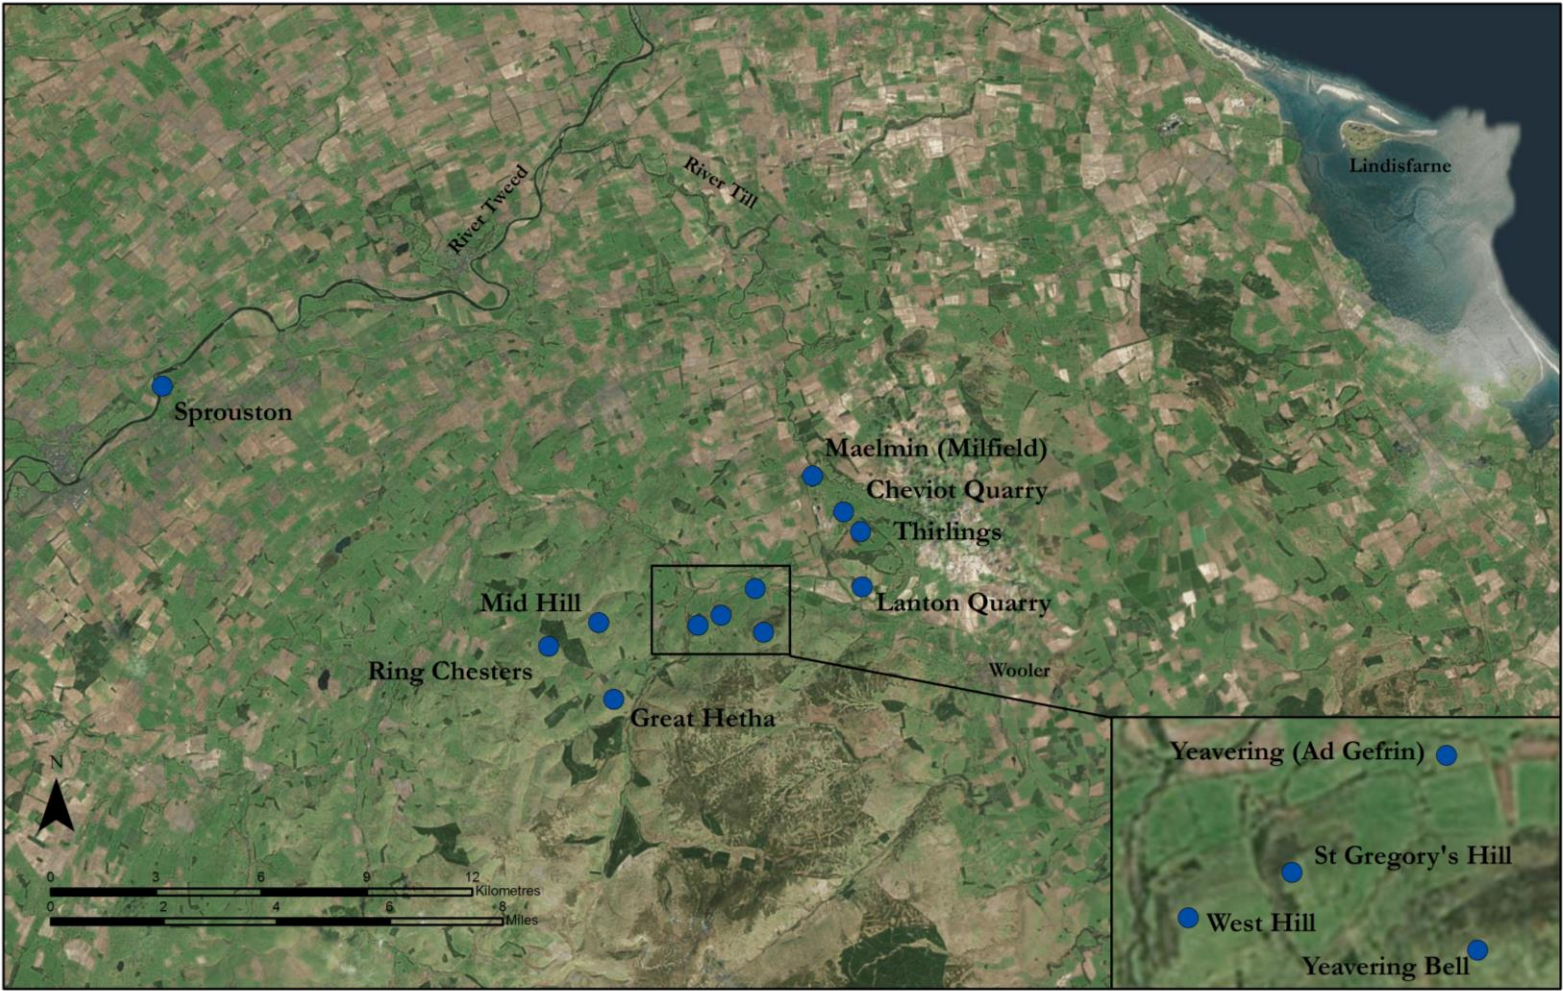 Lindisfarne
River Till
River Tweed
Sprouston
Maelmin (Milfield)
Cheviot Quarry
Thirlings
Mid Hill
Lanton Quarry
Ring Chesters
Wooler
Great Hetha
Yeavering (Ad Gefrin)
N
St Gregory's Hill
0 3 6 9 12
Kilometres
0 2 4 6 8
Miles
West Hill
Yeavering Bell